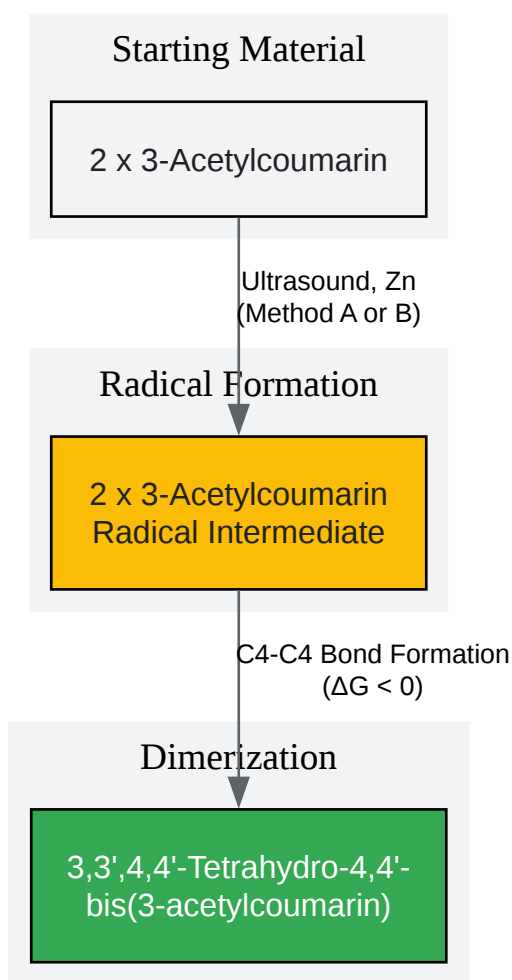 Starting Material
2 x 3-Acetylcoumarin
Ultrasound, Zn
(Method A or B)
Radical Formation
2 x 3-Acetylcoumarin
Radical Intermediate
C4-C4 Bond Formation
(ΔG < 0)
Dimerization
3,3',4,4'-Tetrahydro-4,4'-
bis(3-acetylcoumarin)